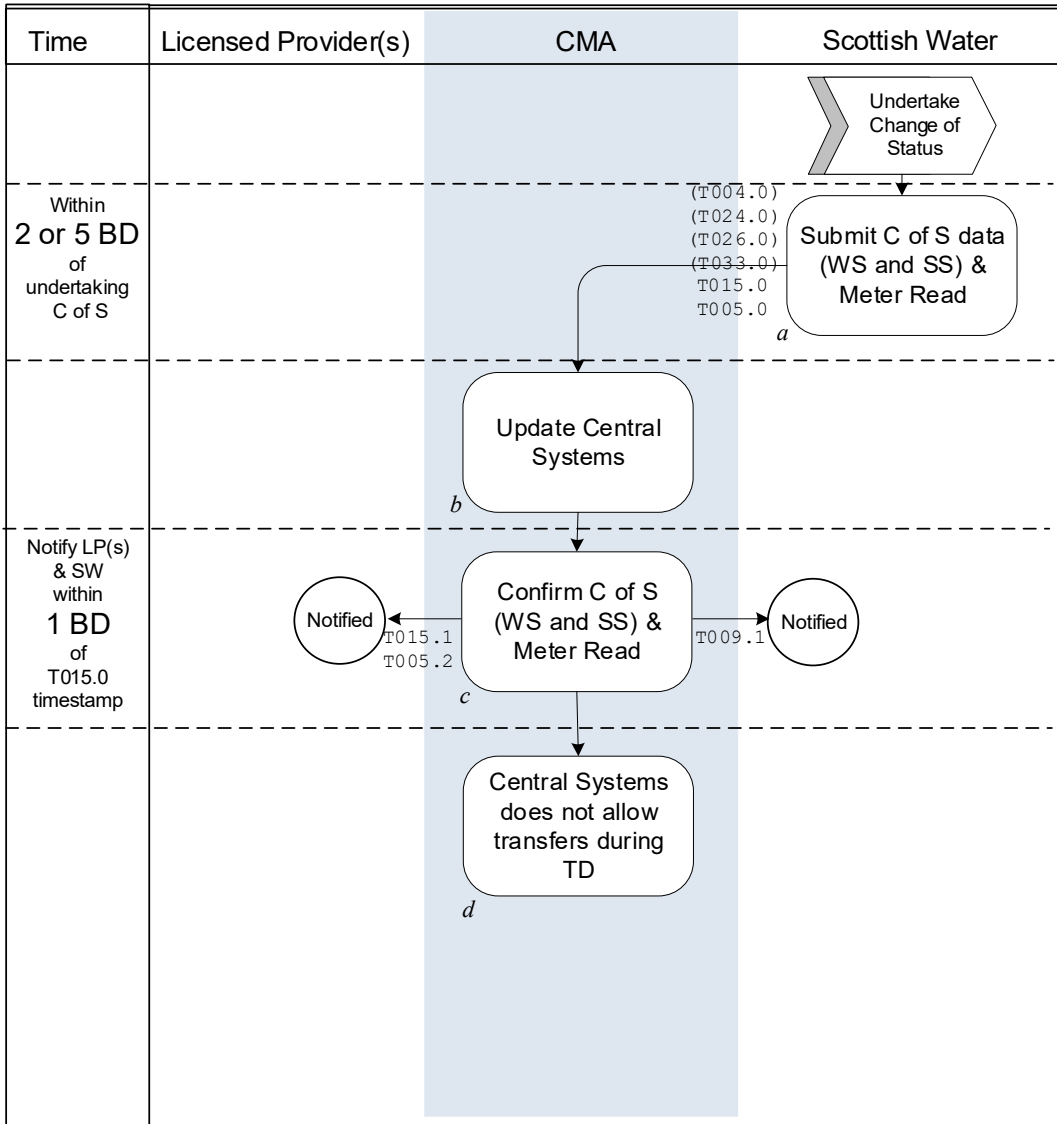 Time
Licensed Provider(s)
CMA
Scottish Water
Undertake
Change of
Status
Within
2 or 5 BD
of
undertaking
C of S
(T004.0)
(T024.0)
(T026.0)
(T033.0)
T015.0
T005.0
Submit C of S data
(WS and SS) &
Meter Read
a
Update Central
Systems
b
Notify LP(s)
& SW
within
1 BD
of
T015.0
timestamp
Notified
T015.1
T005.2
Confirm C of S
(WS and SS) &
Meter Read
c
T009.1
Notified
Central Systems
does not allow
transfers during
TD
d